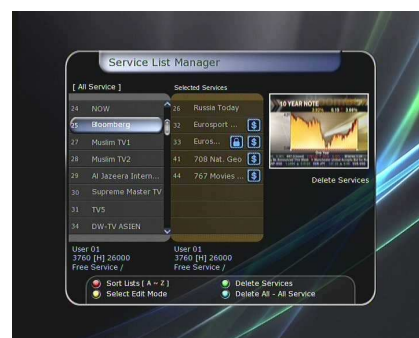 Service List Manager
[ All Service ]
Selected Services
24 NOW
25 Bloomberg
27 Muslim TV1
28 Muslim TV2
29 Al Jazeera Intern...
30 Supreme Master TV
31 TV5
34 DW-TV ASIEN
26 Russia Today
32 Eurosport ... $
33 Euros... $
41 708 Nat. Geo $
44 767 Movies ... $
10 YEAR NOTE
Delete Services
User 01
3760 [H] 26000
Free Service /
User 01
3760 [H] 26000
Free Service /
Sort Lists [ A ~ Z ]
Delete Services
Select Edit Mode
Delete All - All Service